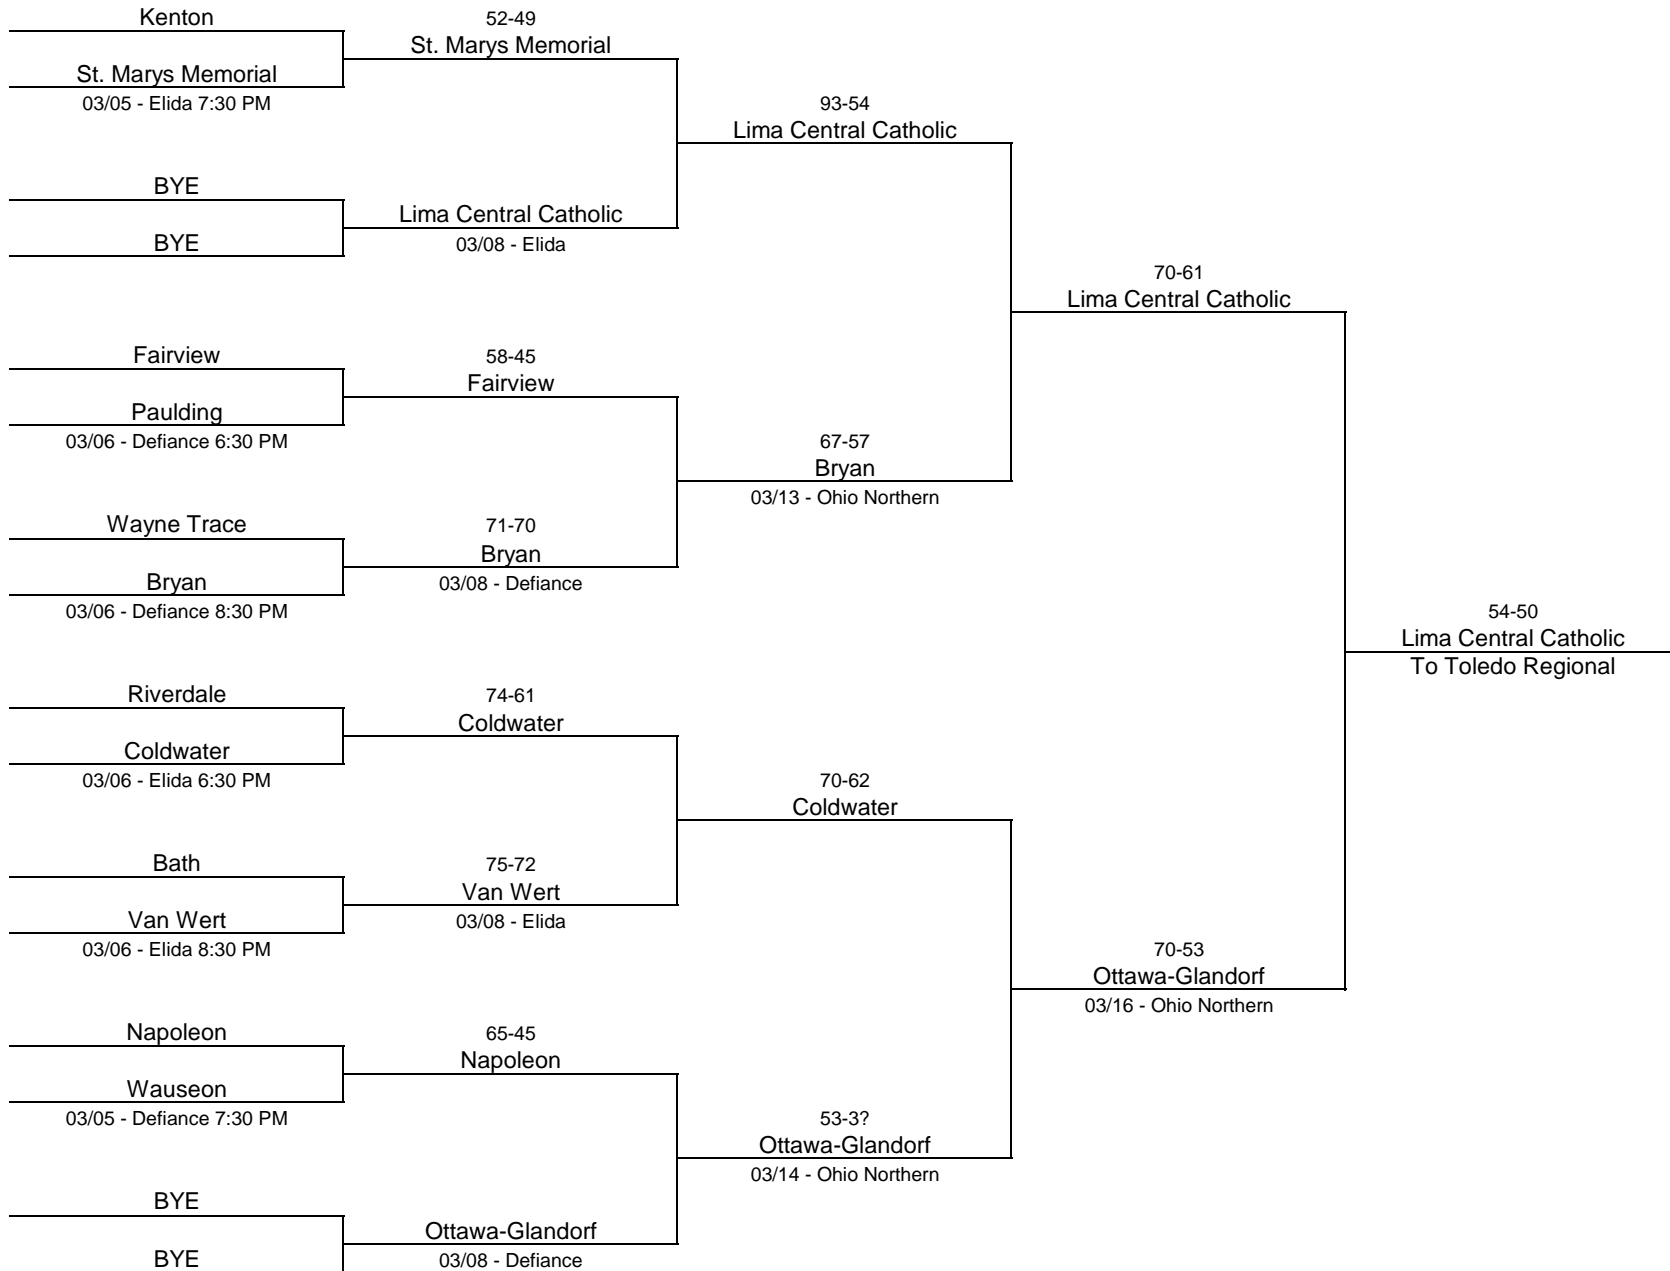 Kenton
52-49
St. Marys Memorial
St. Marys Memorial
03/05 - Elida 7:30 PM
93-54
Lima Central Catholic
BYE
Lima Central Catholic
BYE
03/08 - Elida
70-61
Lima Central Catholic
Fairview
58-45
Fairview
Paulding
03/06 - Defiance 6:30 PM
67-57
Bryan
03/13 - Ohio Northern
Wayne Trace
71-70
Bryan
Bryan
03/08 - Defiance
03/06 - Defiance 8:30 PM
54-50
Lima Central Catholic
To Toledo Regional
Riverdale
74-61
Coldwater
Coldwater
03/06 - Elida 6:30 PM
70-62
Coldwater
Bath
75-72
Van Wert
Van Wert
03/08 - Elida
03/06 - Elida 8:30 PM
70-53
Ottawa-Glandorf
03/16 - Ohio Northern
Napoleon
65-45
Napoleon
Wauseon
03/05 - Defiance 7:30 PM
53-3?
Ottawa-Glandorf
03/14 - Ohio Northern
BYE
Ottawa-Glandorf
BYE
03/08 - Defiance